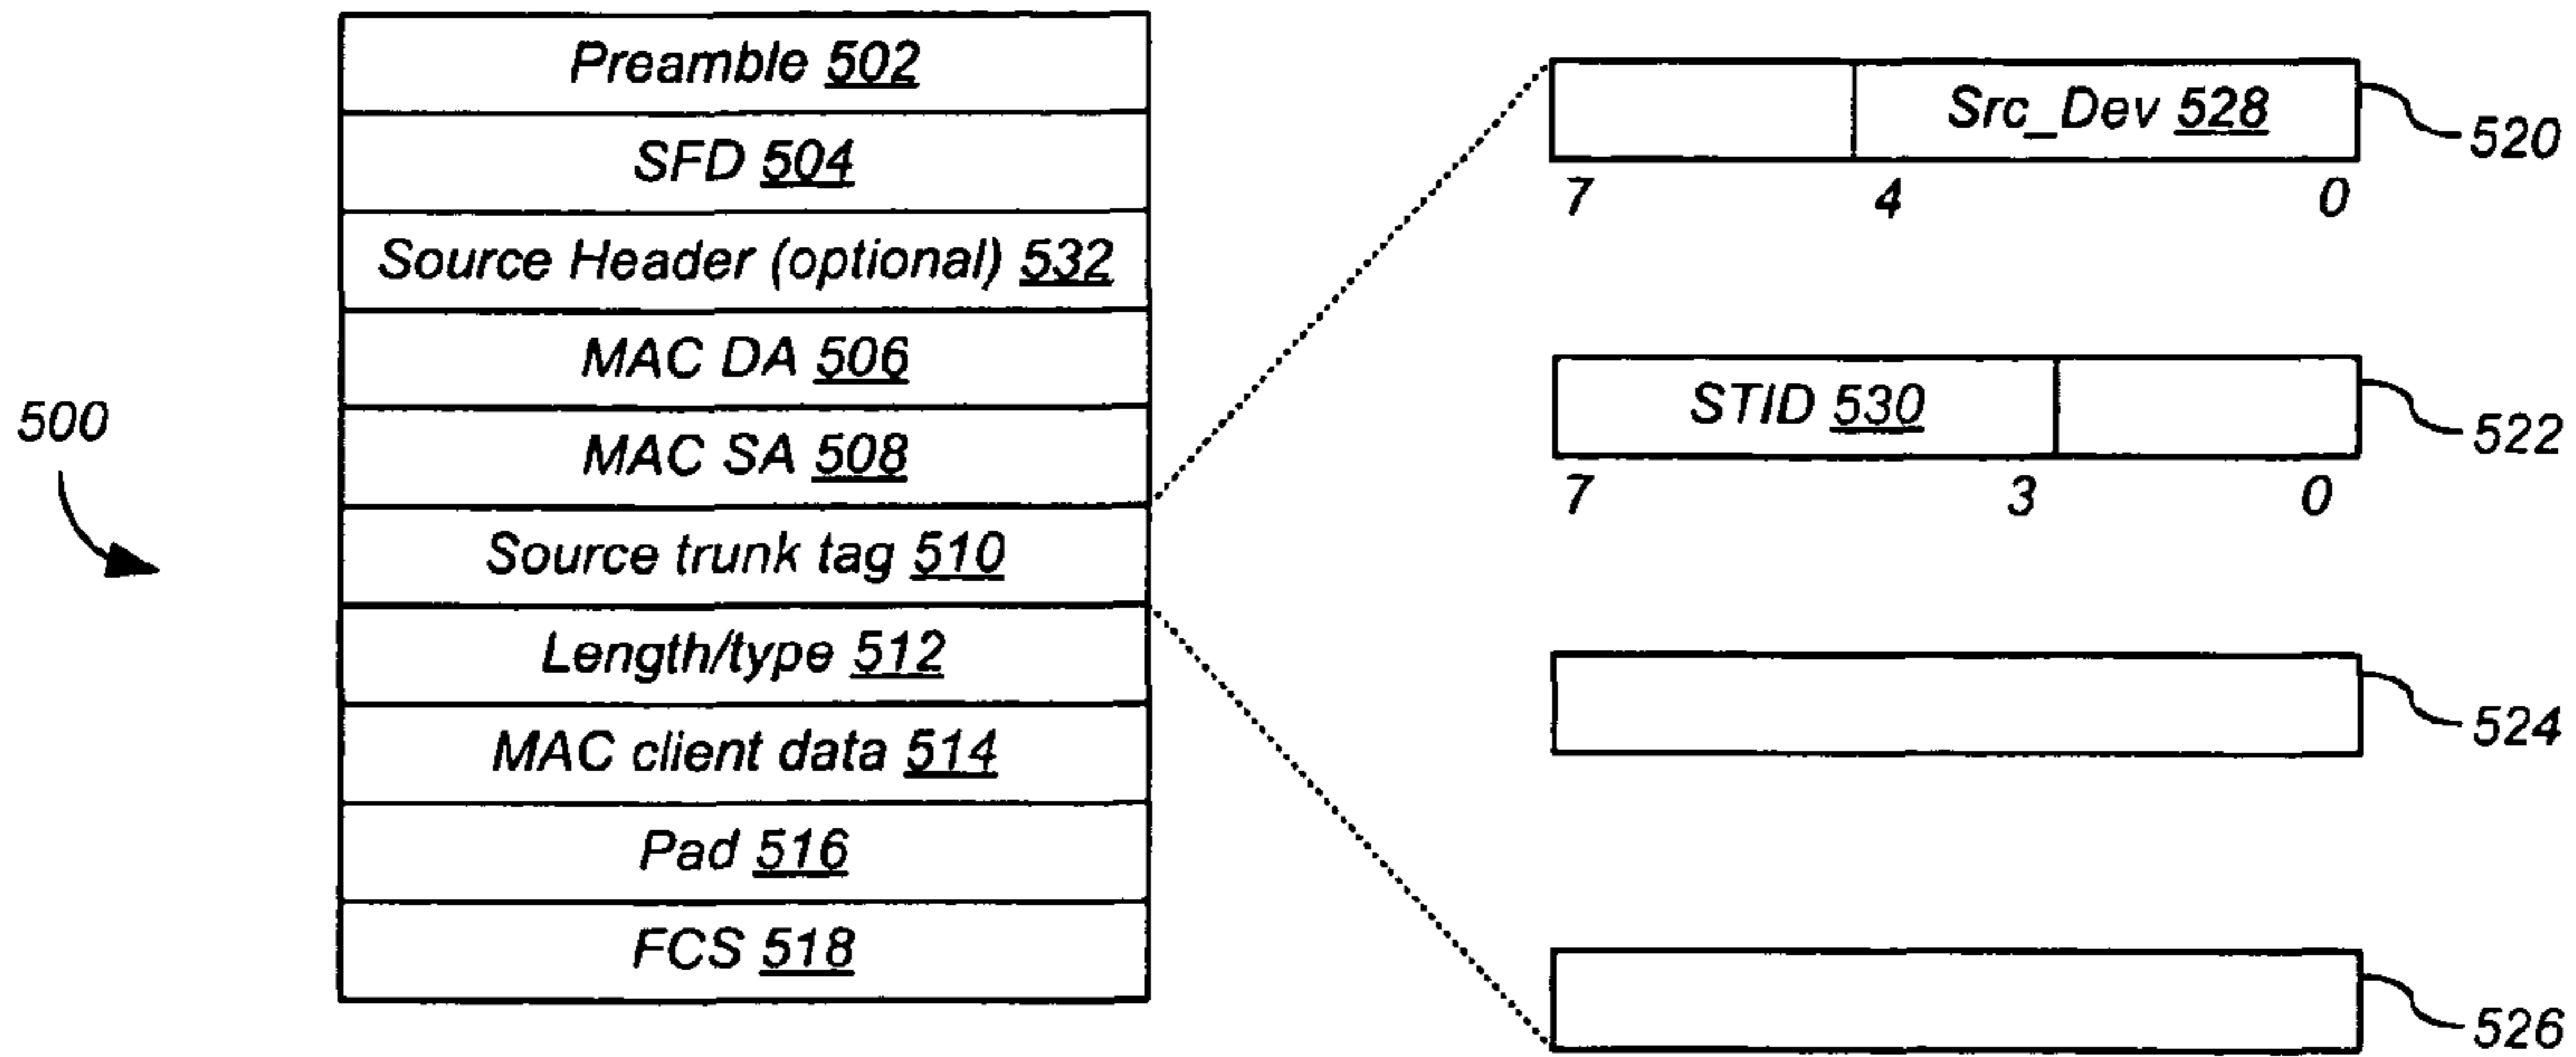 500
Preamble 502
SFD 504
Source Header (optional) 532
MAC DA 506
MAC SA 508
Source trunk tag 510
Length/type 512
MAC client data 514
Pad 516
FCS 518
Src_Dev 528
520
7 4 0
STID 530
522
7 3 0
524
526